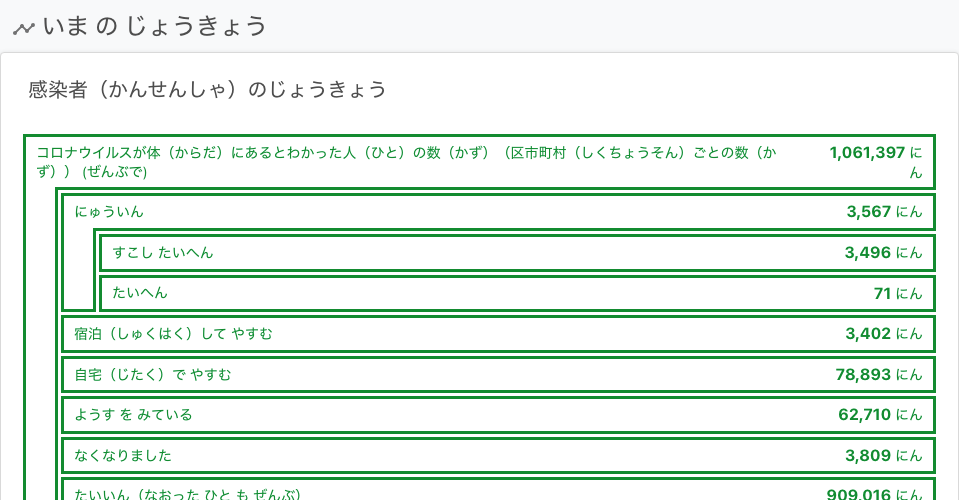 いま の じょうきょう
感染者（かんせんしゃ）のじょうきょう
コロナウイルスが体（からだ）にあるとわかった人（ひと）の数（かず）（区市町村（しくちょうそん）ごとの数（か
ず）） (ぜんぶで)
1,061,397 に
ん
にゅういん 3,567 にん
すこし たいへん 3,496 にん
たいへん 71 にん
宿泊（しゅくはく）して やすむ 3,402 にん
自宅（じたく）で やすむ 78,893 にん
ようす を みている 62,710 にん
なくなりました 3,809 にん
たいいん（なおった ひと も ぜんぶ） 909,016 にん